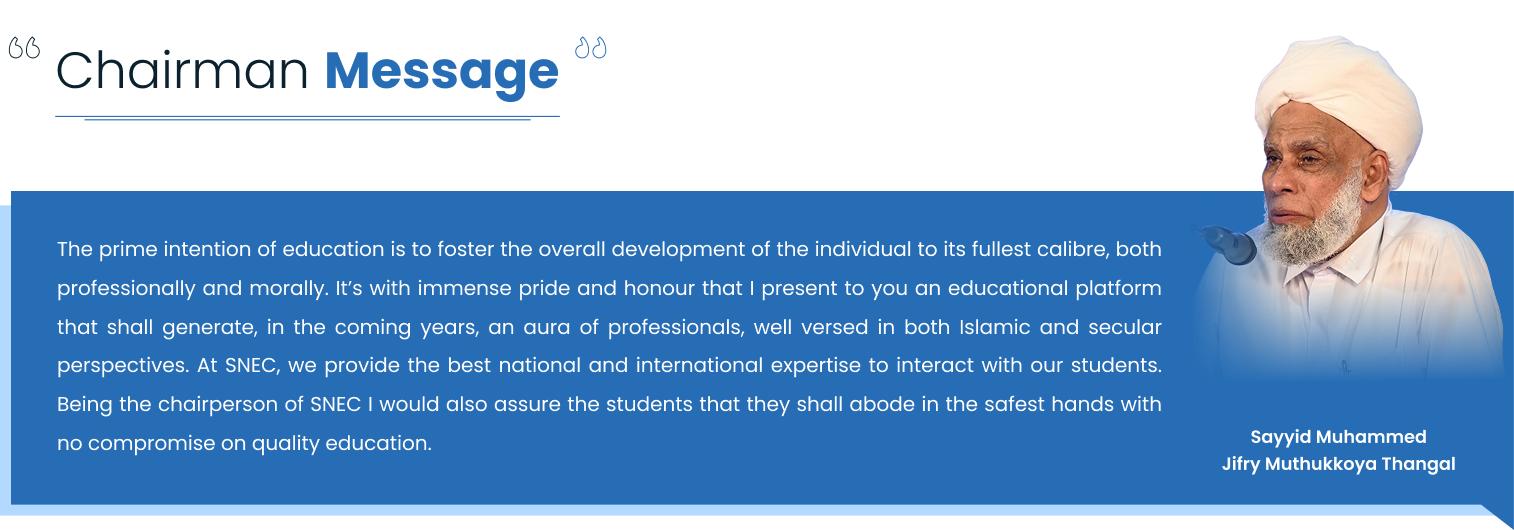 “ Chairman Message ”
The prime intention of education is to foster the overall development of the individual to its fullest calibre, both
professionally and morally. It’s with immense pride and honour that I present to you an educational platform
that shall generate, in the coming years, an aura of professionals, well versed in both Islamic and secular
perspectives. At SNEC, we provide the best national and international expertise to interact with our students.
Being the chairperson of SNEC I would also assure the students that they shall abode in the safest hands with
no compromise on quality education.
Sayyid Muhammed
Jifry Muthukkoya Thangal